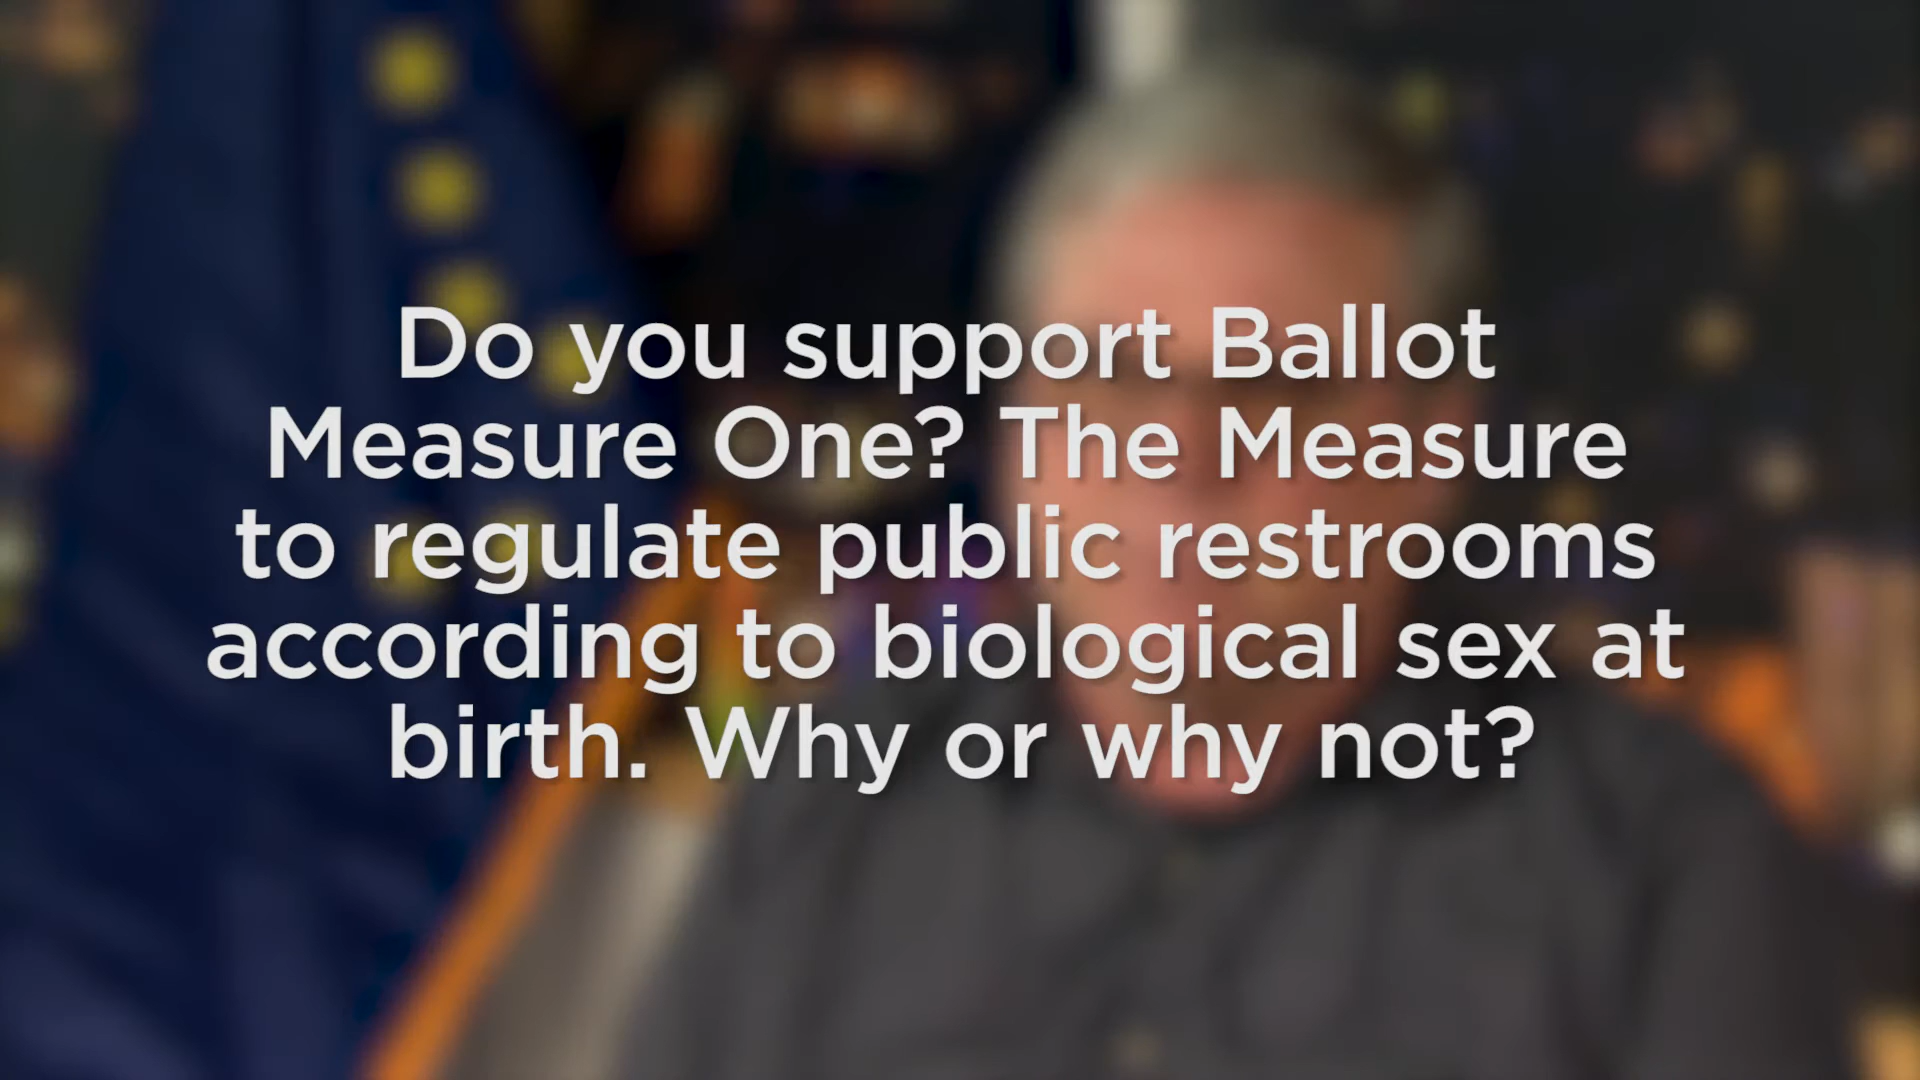 Do you support Ballot
Measure One? The Measure
to regulate public restrooms
according to biological sex at
birth. Why or why not?